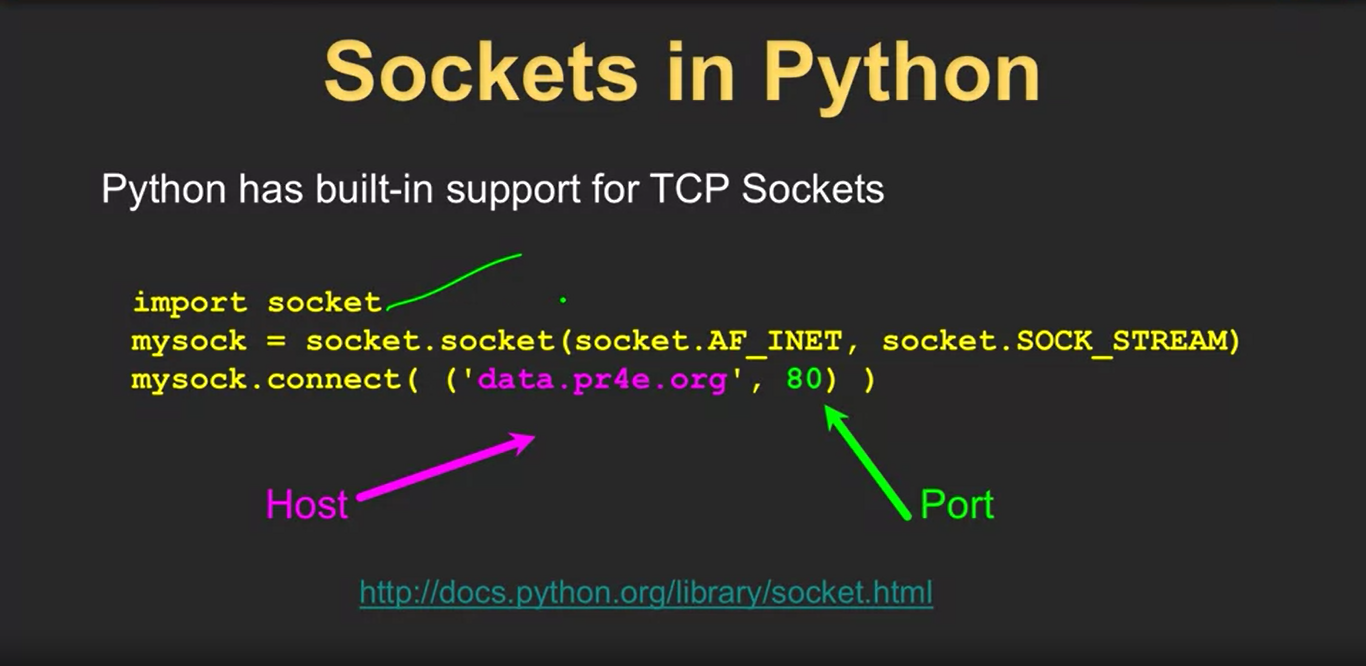 Sockets in Python
Python has built-in support for TCP Sockets
import socket
mysock = socket.socket(socket.AF_INET, socket.SOCK_STREAM)
mysock.connect( ('data.pr4e.org', 80) )
Host
Port
http://docs.python.org/library/socket.html